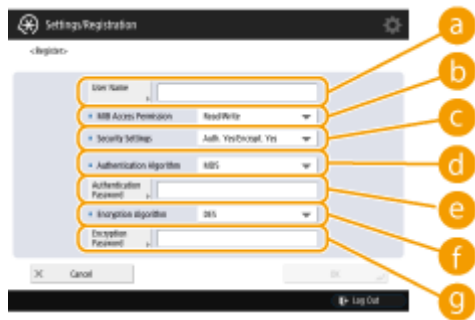 Settings/Registration
<Register>
a
User Name
b
MIB Access Permission Read/Write
c
Security Settings Auth. Yes/Encrypt. Yes
d
Authentication Algorithm MD5
Authentication
Password
e
Encryption Algorithm DES
f
Encryption
Password
g
Cancel OK
Log Out